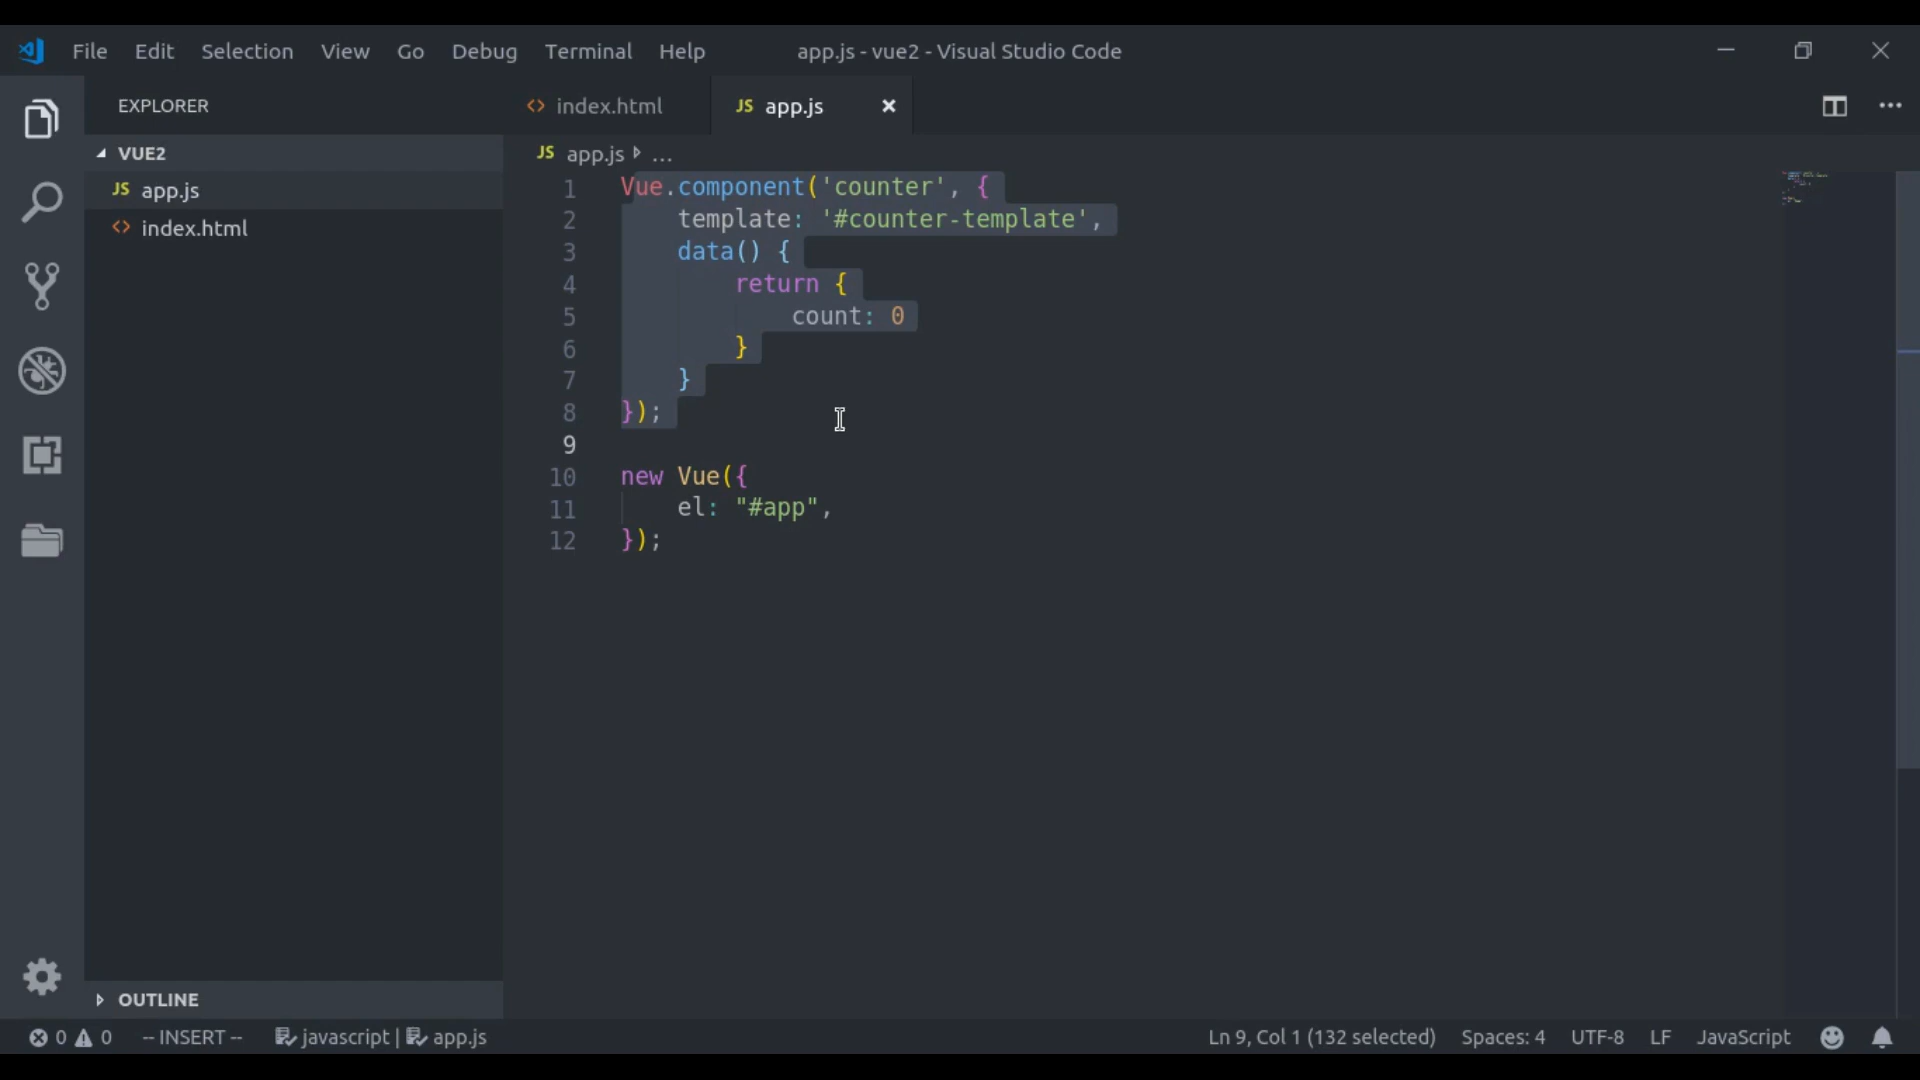 File Edit Selection View Go Debug Terminal Help app.js - vue2 - Visual Studio Code
EXPLORER
index.html
JS app.js
VUE2
JS app.js
index.html
JS app.js ...
1 Vue.component('counter', {
2 template: '#counter-template',
3 data() {
4 return {
5 count: 0
6 }
7 }
8 });
9
10 new Vue({
11 el: "#app",
12 });
OUTLINE
0 0 -- INSERT -- javascript | app.js Ln 9, Col 1 (132 selected) Spaces: 4 UTF-8 LF JavaScript